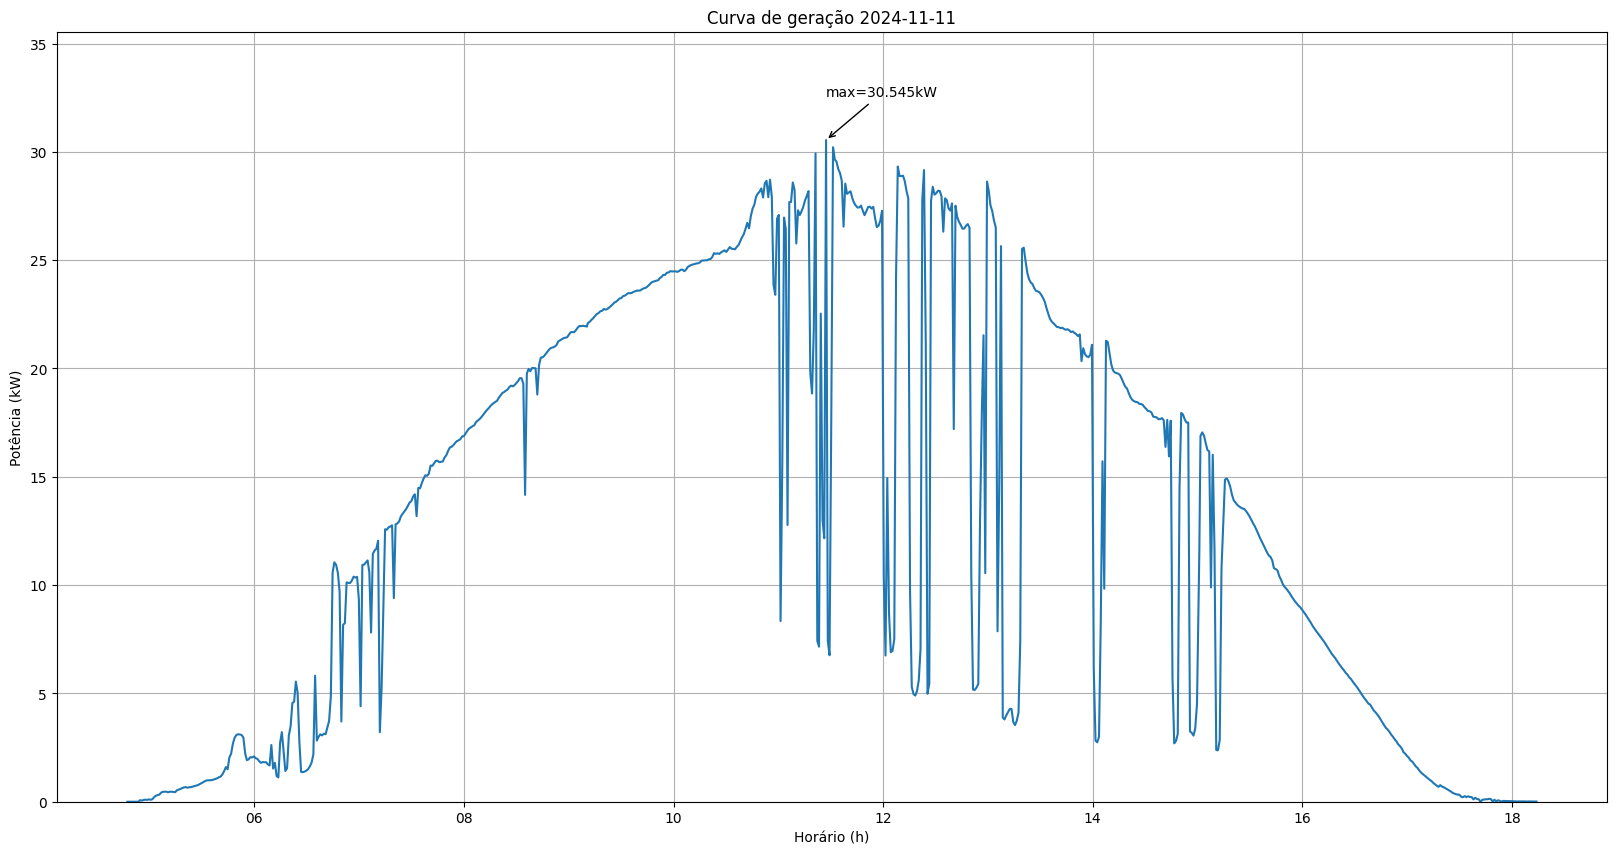 Curva de geração 2024-11-11
max=30.545kW
Potência (kW)
35
30
25
20
15
10
5
0
06 08 10 12 14 16 18
Horário (h)